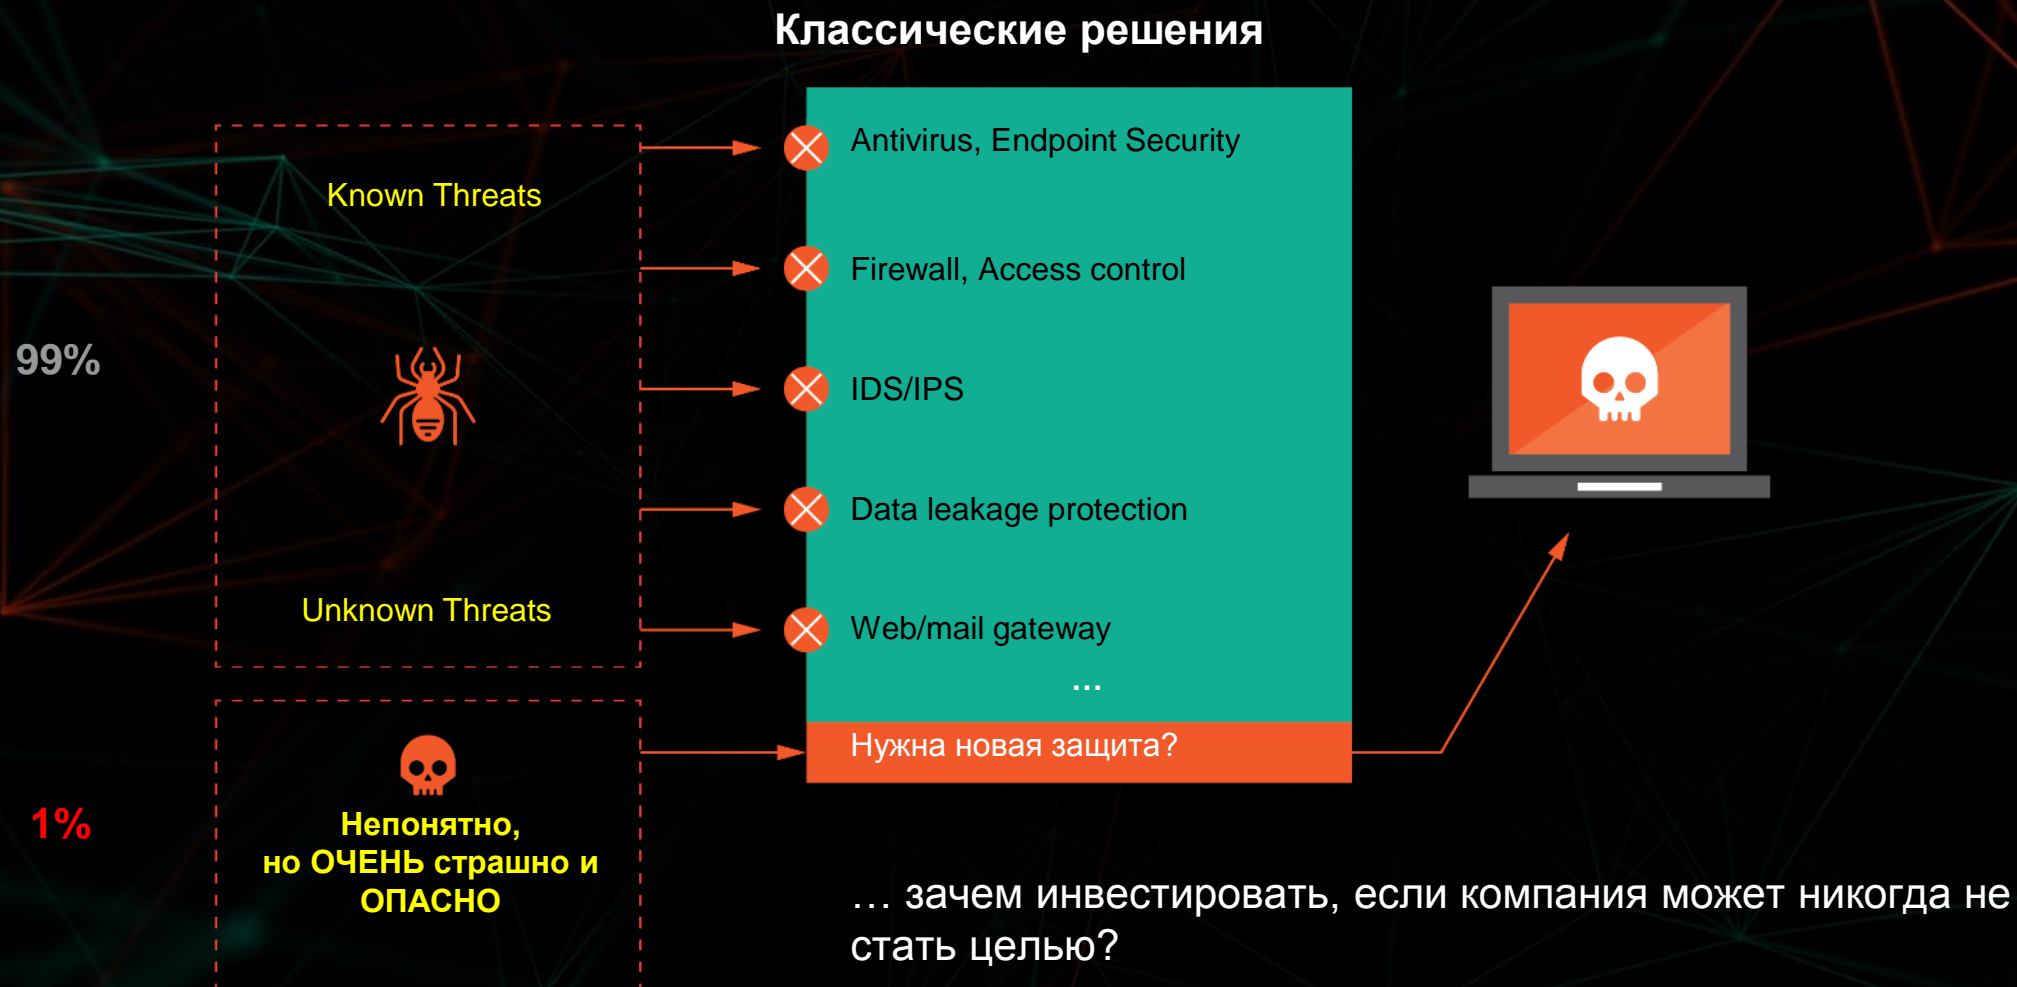 Классические решения
Known Threats
99%
Unknown Threats
1%
Непонятно,
но ОЧЕНЬ страшно и
ОПАСНО
Antivirus, Endpoint Security
Firewall, Access control
IDS/IPS
Data leakage protection
Web/mail gateway
...
Нужна новая защита?
... зачем инвестировать, если компания может никогда не
стать целью?